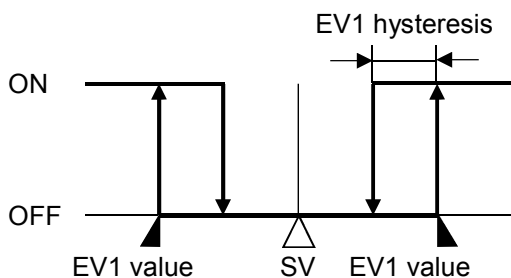 EV1 hysteresis
ON
OFF
EV1 value SV EV1 value